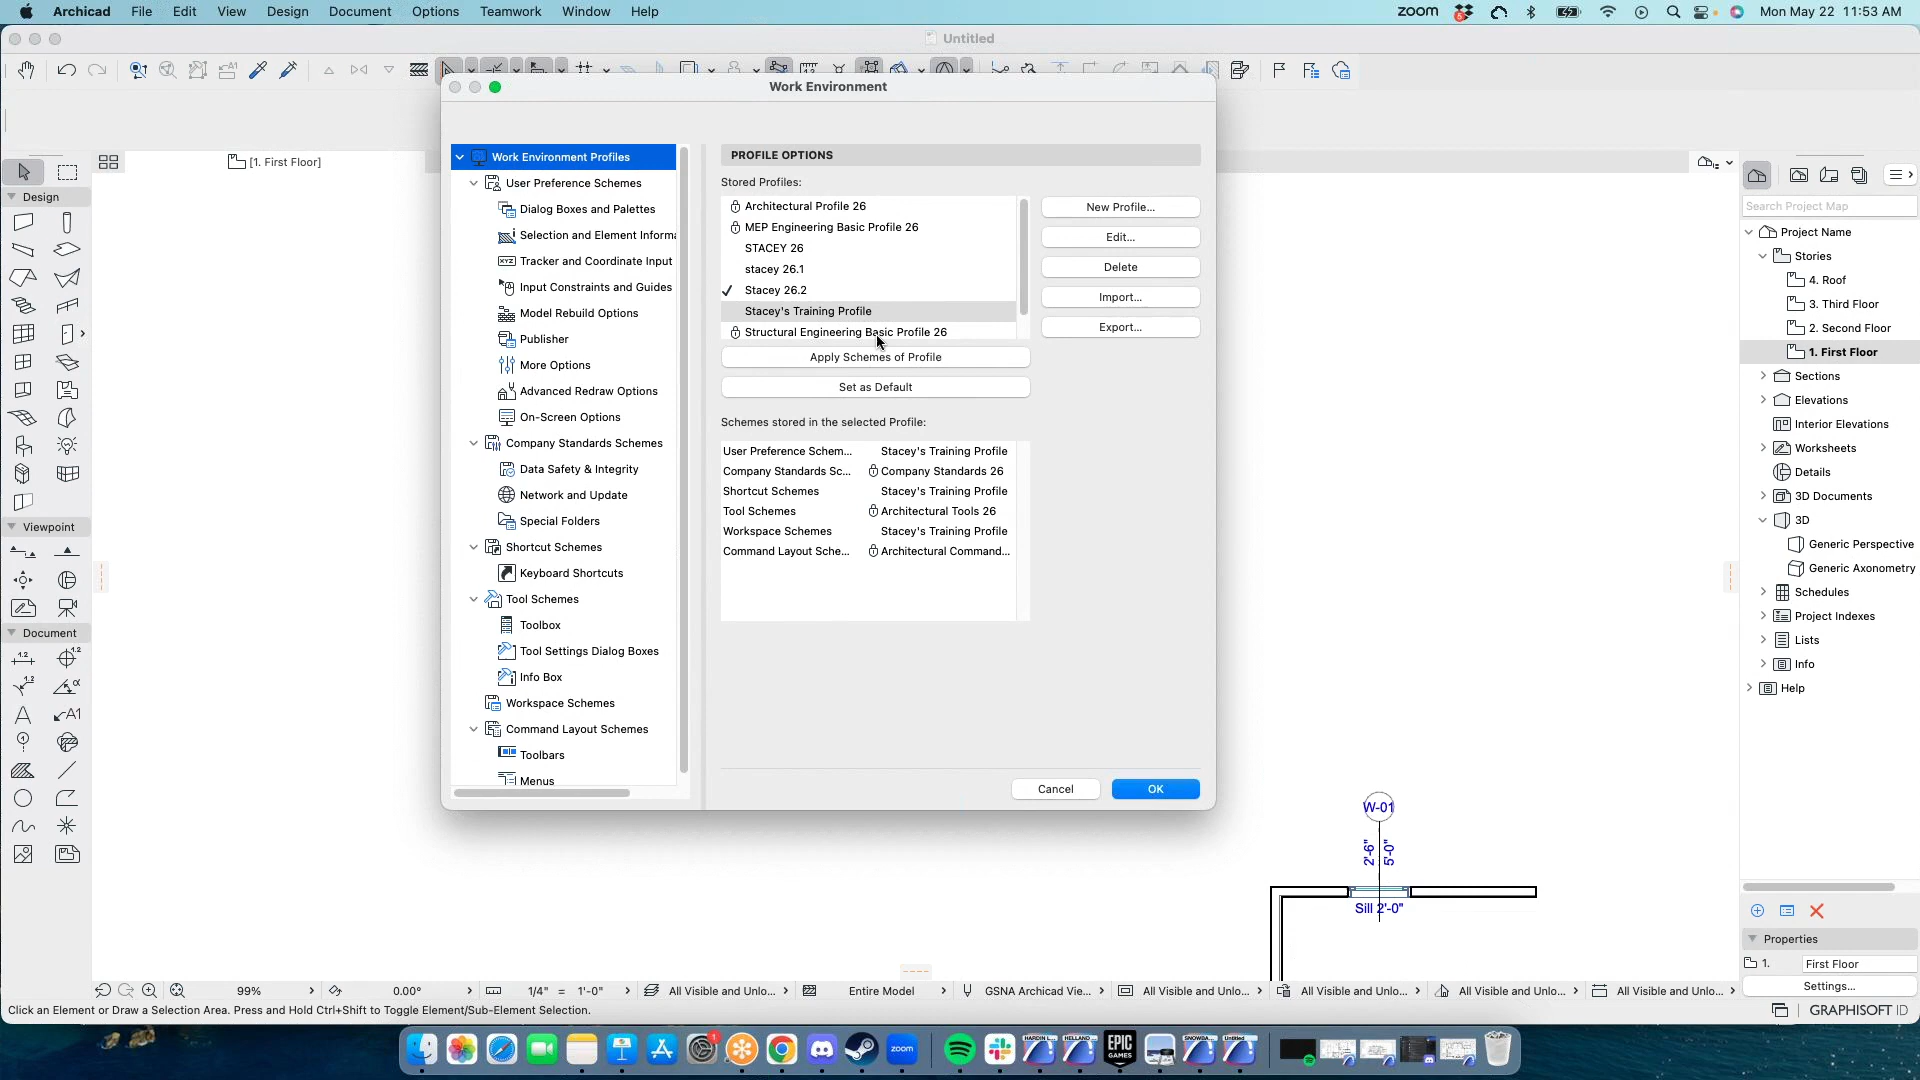 Archicad File Edit View Design Document Options Teamwork Window Help
zoom
Mon May 22 11:53 AM
Untitled
[1. First Floor]
Design
Viewpoint
Document
Work Environment
Work Environment Profiles
User Preference Schemes
Dialog Boxes and Palettes
Selection and Element Informa
Tracker and Coordinate Input
Input Constraints and Guides
Model Rebuild Options
Publisher
More Options
Advanced Redraw Options
On-Screen Options
Company Standards Schemes
Data Safety & Integrity
Network and Update
Special Folders
Shortcut Schemes
Keyboard Shortcuts
Tool Schemes
Toolbox
Tool Settings Dialog Boxes
Info Box
Workspace Schemes
Command Layout Schemes
Toolbars
Menus
PROFILE OPTIONS
Stored Profiles:
Architectural Profile 26
MEP Engineering Basic Profile 26
STACEY 26
stacey 26.1
Stacey 26.2
Stacey's Training Profile
Structural Engineering Basic Profile 26
New Profile...
Edit...
Delete
Import...
Export...
Apply Schemes of Profile
Set as Default
Schemes stored in the selected Profile:
User Preference Schem... Stacey's Training Profile
Company Standards Sc... Company Standards 26
Shortcut Schemes Stacey's Training Profile
Tool Schemes Architectural Tools 26
Workspace Schemes Stacey's Training Profile
Command Layout Sche... Architectural Command...
Cancel
OK
Search Project Map
Project Name
Stories
4. Roof
3. Third Floor
2. Second Floor
1. First Floor
Sections
Elevations
Interior Elevations
Worksheets
Details
3D Documents
3D
Generic Perspective
Generic Axonometry
Schedules
Project Indexes
Lists
Info
Help
Properties
1. First Floor
Settings...
W-01
2'-6"
5'-0"
Sill 2'-0"
99% 0.00° 1/4" = 1'-0" All Visible and Unlo... Entire Model GSNA Archicad Vie... All Visible and Unlo... All Visible and Unlo... All Visible and Unlo... All Visible and Unlo...
Click an Element or Draw a Selection Area. Press and Hold Ctrl+Shift to Toggle Element/Sub-Element Selection.
GRAPHISOFT ID
zoom
EPIC
GAMES